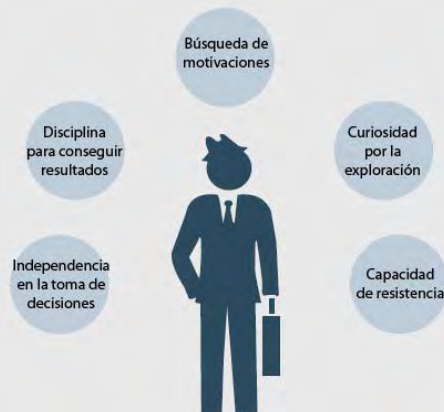 Búsqueda de
motivaciones
Disciplina
para conseguir
resultados
Curiosidad
por la
exploración
Independencia
en la toma de
decisiones
Capacidad
de resistencia